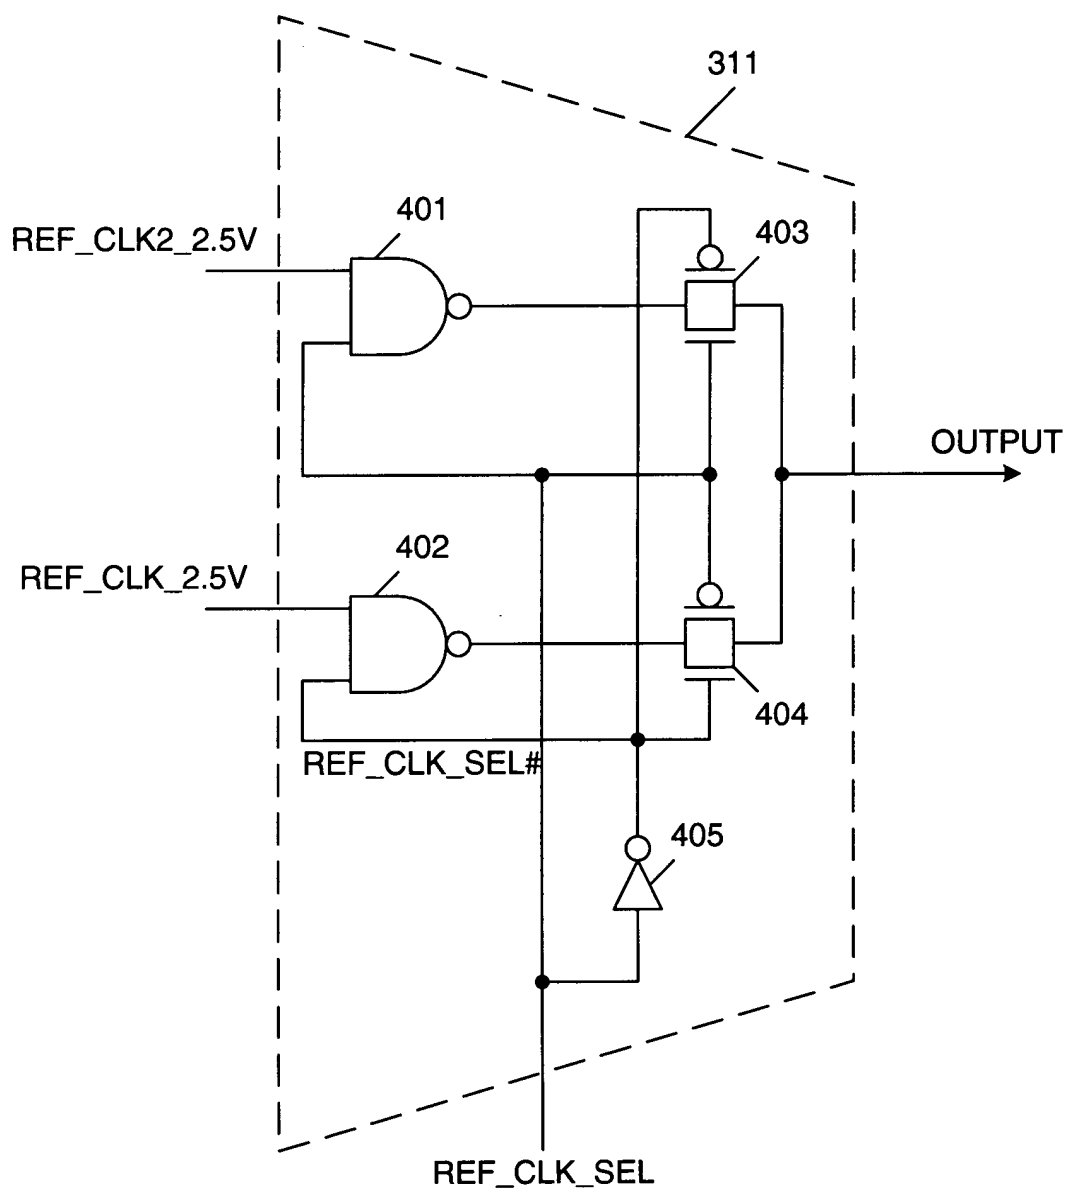 311
401
REF_CLK2_2.5V
403
OUTPUT
402
REF_CLK_2.5V
404
REF_CLK_SEL#
405
REF_CLK_SEL